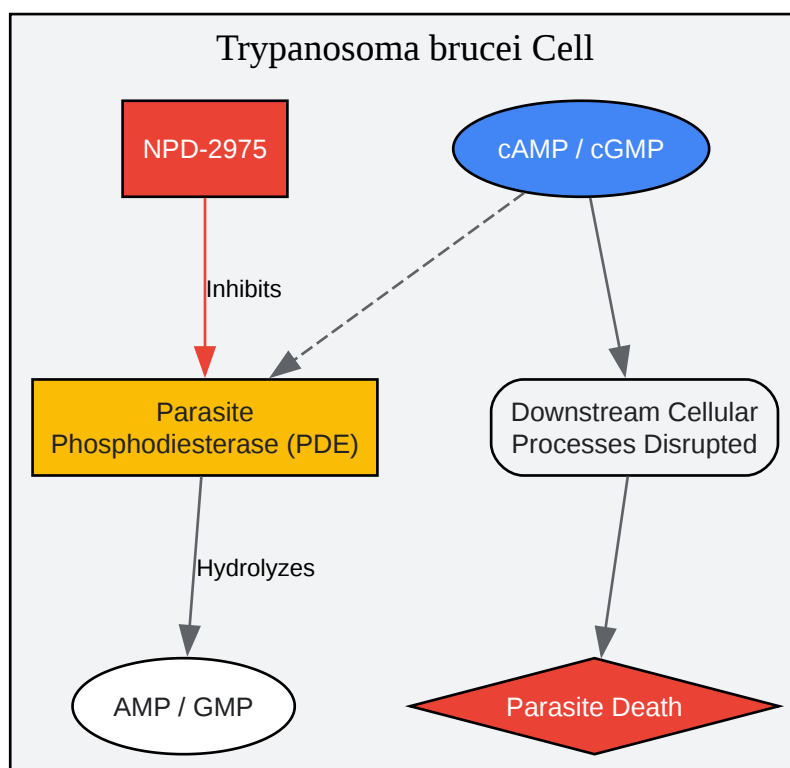 Trypanosoma brucei Cell
NPD-2975
cAMP / cGMP
Inhibits
Parasite
Phosphodiesterase (PDE)
Downstream Cellular
Processes Disrupted
Hydrolyzes
AMP / GMP
Parasite Death